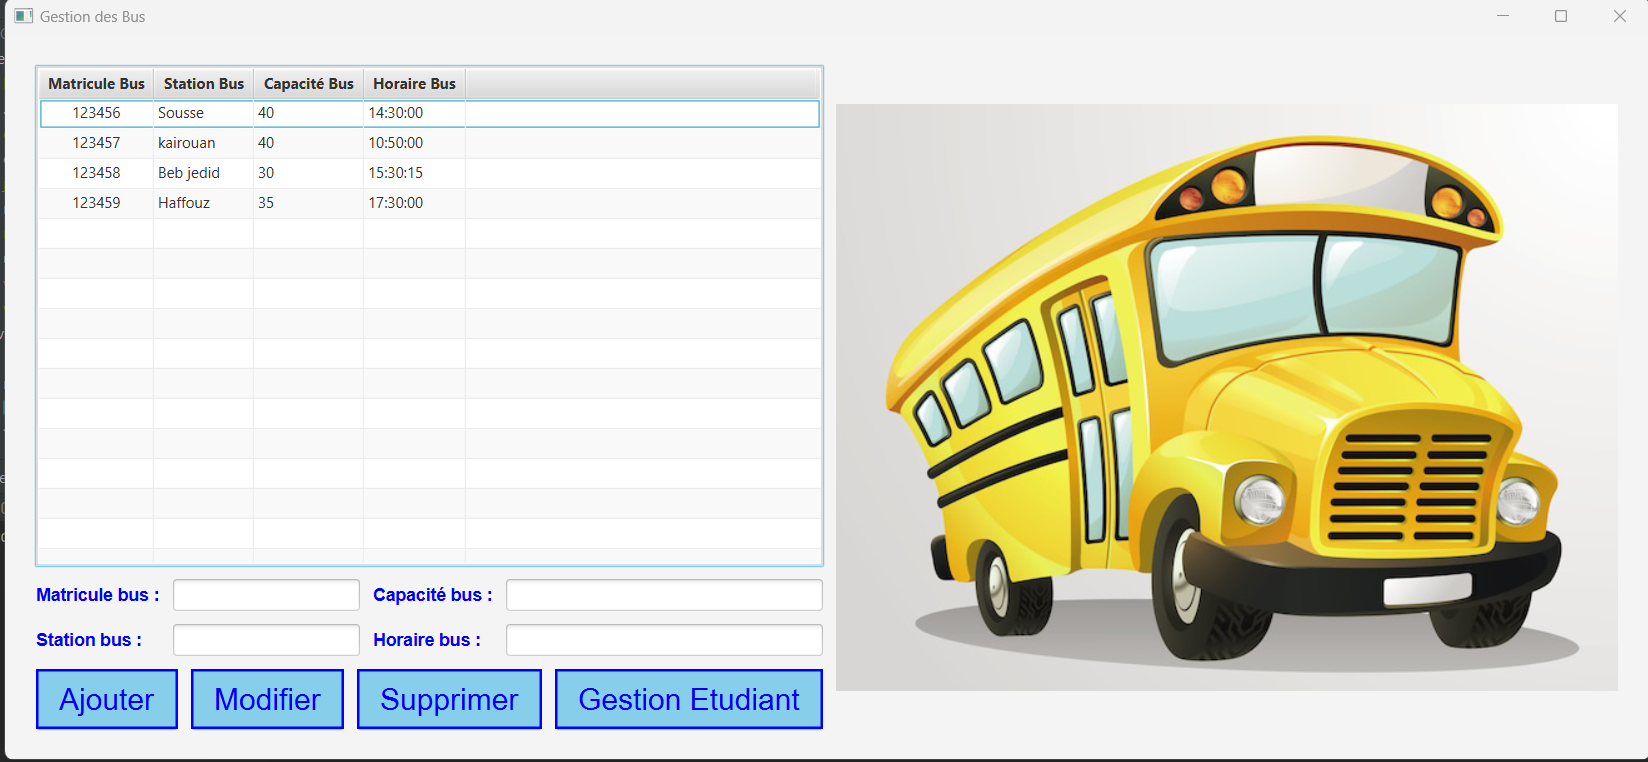 Gestion des Bus
Matricule Bus Station Bus Capacité Bus Horaire Bus
123456 Sousse 40 14:30:00
123457 kairouan 40 10:50:00
123458 Beb jedid 30 15:30:15
123459 Haffouz 35 17:30:00
Matricule bus : Capacité bus :
Station bus : Horaire bus :
Ajouter Modifier Supprimer Gestion Etudiant